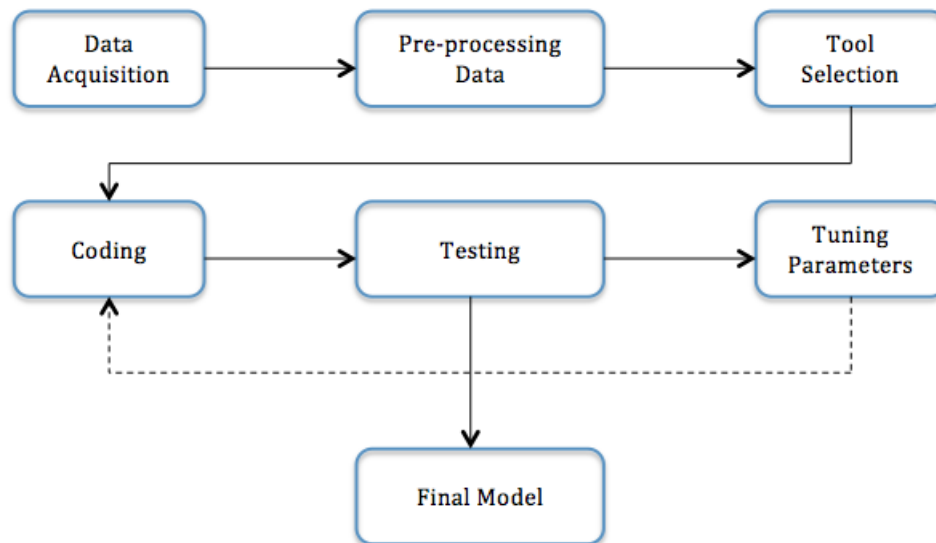 Data
Acquisition
Pre-processing
Data
Tool
Selection
Coding
Testing
Tuning
Parameters
Final Model